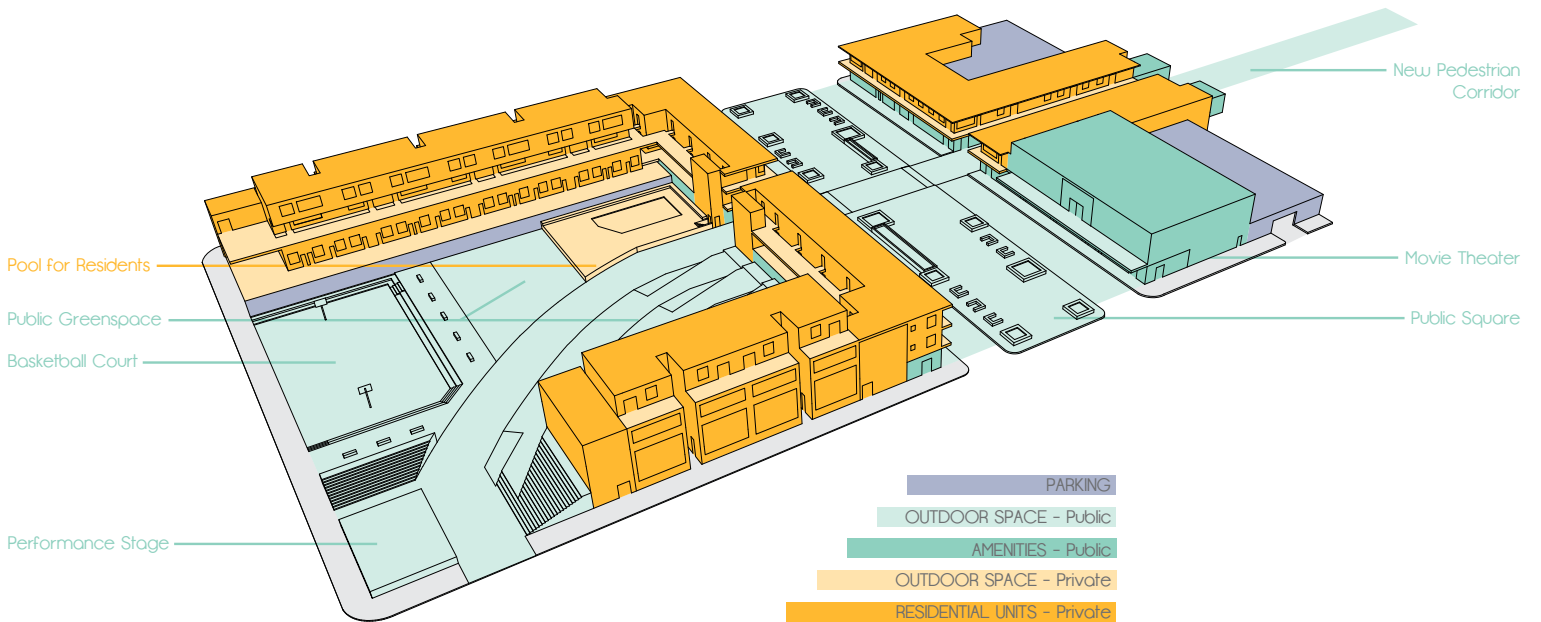 New Pedestrian
Corridor
Pool for Residents
Movie Theater
Public Greenspace
Public Square
Basketball Court
Performance Stage
PARKING
OUTDOOR SPACE - Public
AMENITIES - Public
OUTDOOR SPACE - Private
RESIDENTIAL UNITS - Private